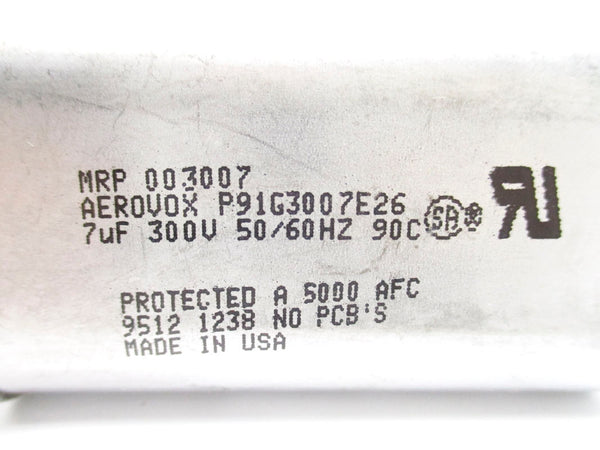 MRP 003007
AEROVOX P91G3007E26
7uF 300V 50/60HZ 90C SA ®
PROTECTED A 5000 AFC
9512 1238 NO PCB'S
MADE IN USA